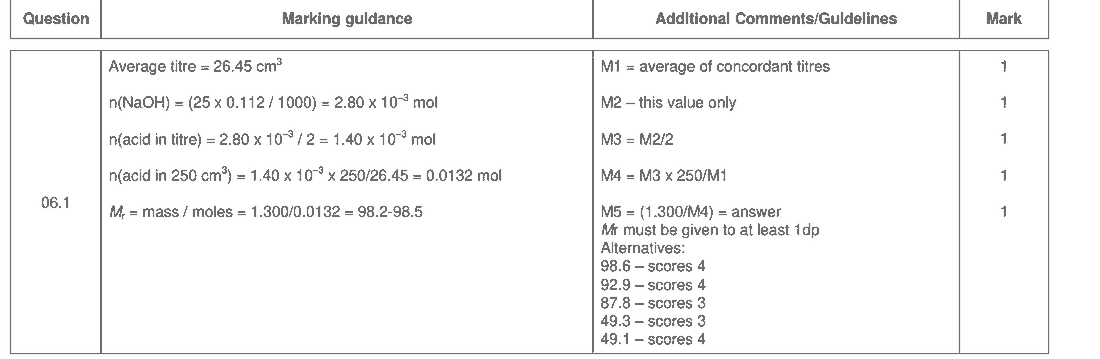 Question Marking guidance Additional Comments/Guidelines Mark
Average titre = 26.45 cm³ M1 = average of concordant titres 1
n(NaOH) = (25 x 0.112 / 1000) = 2.80 x 10⁻³ mol M2 – this value only 1
n(acid in titre) = 2.80 x 10⁻³ / 2 = 1.40 x 10⁻³ mol M3 = M2/2 1
n(acid in 250 cm³) = 1.40 x 10⁻³ x 250/26.45 = 0.0132 mol M4 = M3 x 250/M1 1
06.1
Mᵣ = mass / moles = 1.300/0.0132 = 98.2-98.5 M5 = (1.300/M4) = answer 1
Mr must be given to at least 1dp
Alternatives:
98.6 – scores 4
92.9 – scores 4
87.8 – scores 3
49.3 – scores 3
49.1 – scores 4